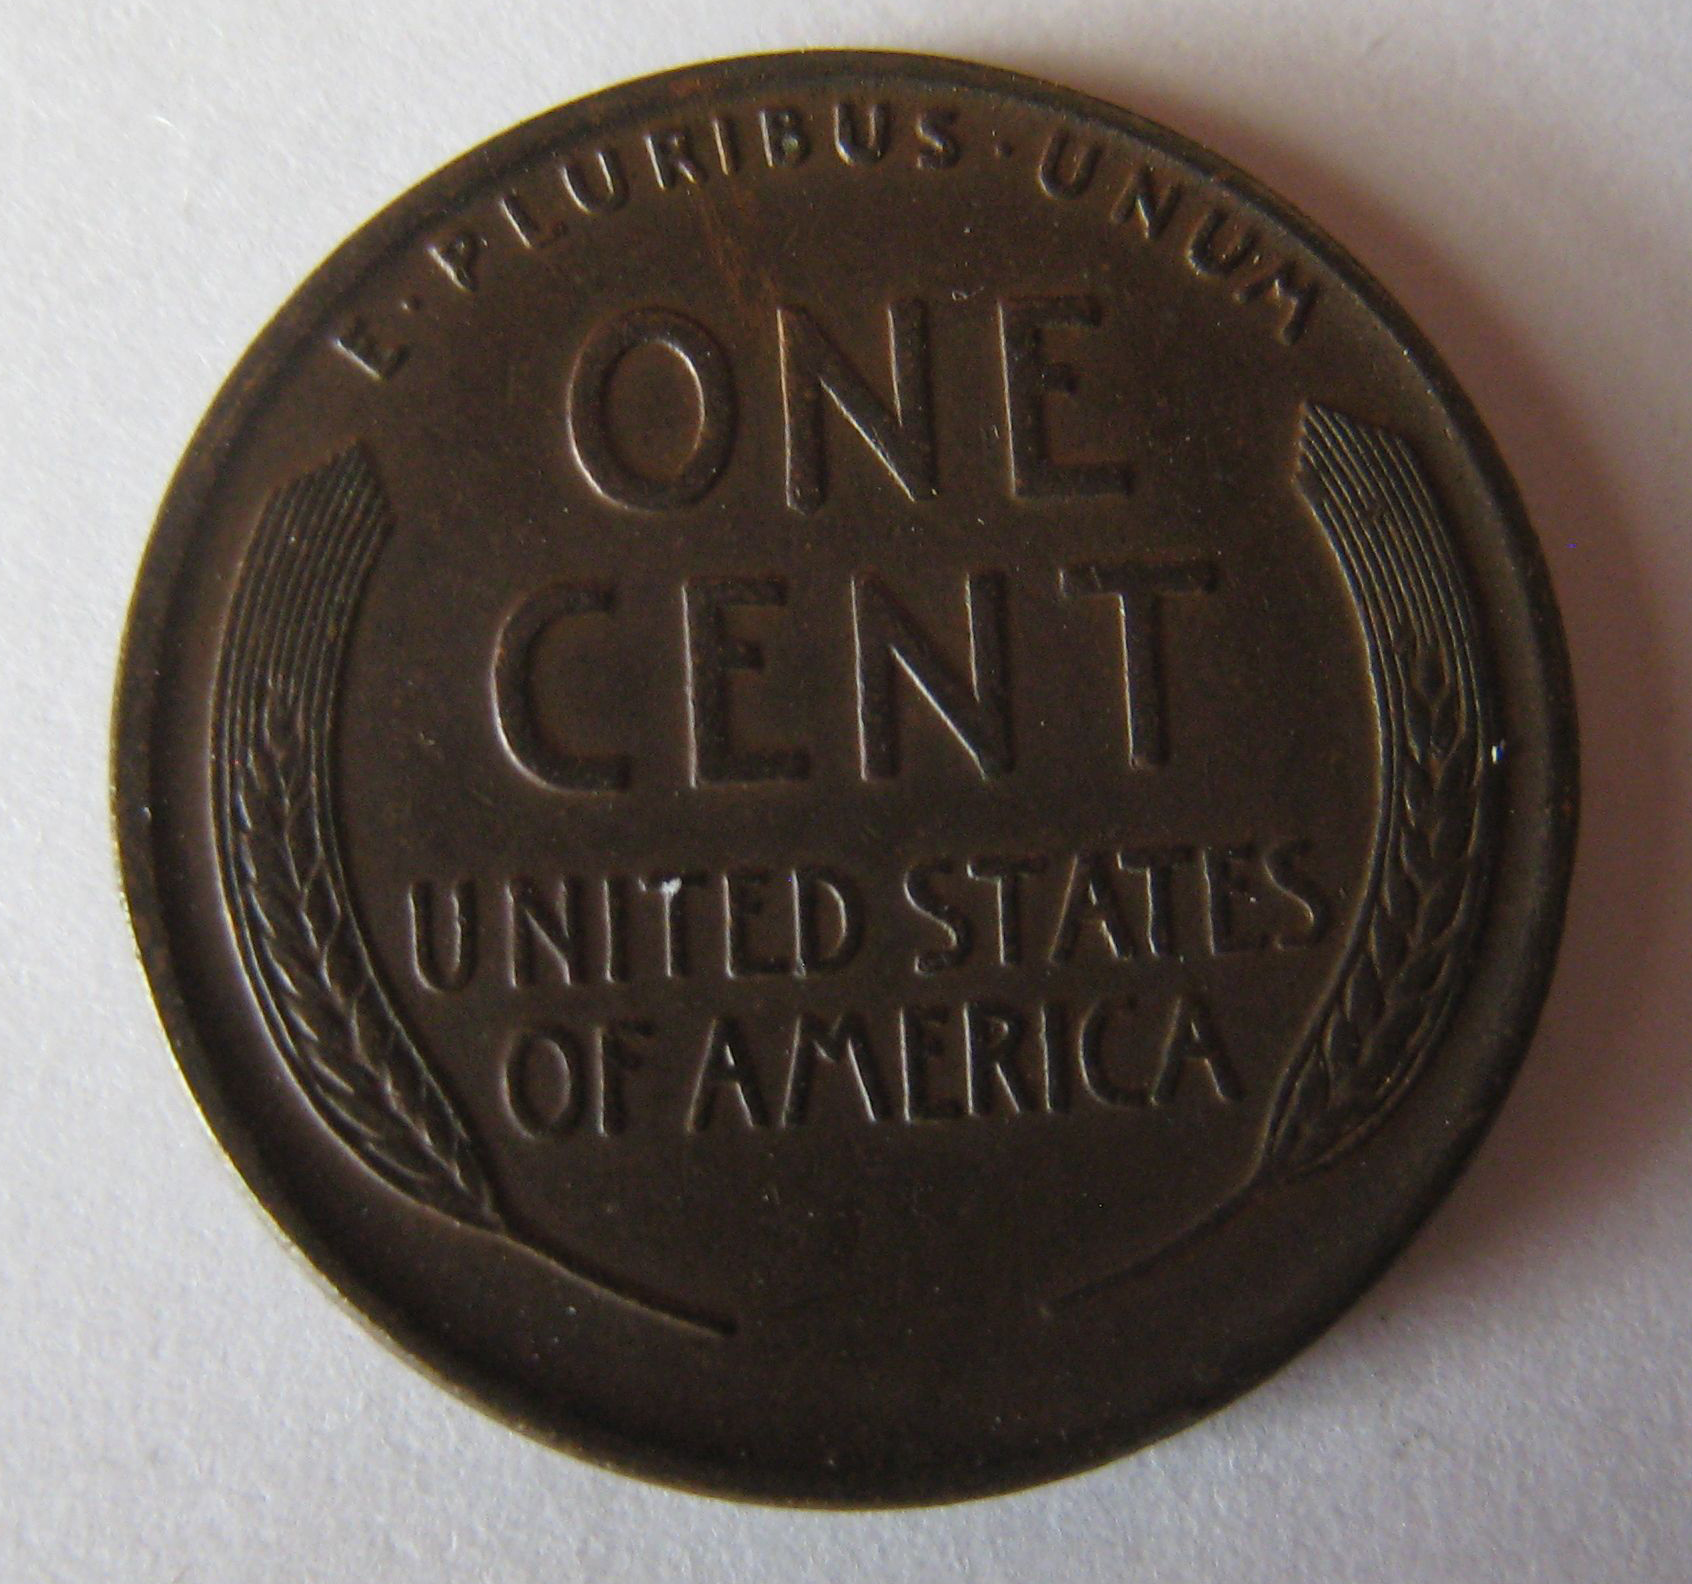 E·PLURIBUS·UNUM
ONE
CENT
UNITED STATES
OF AMERICA